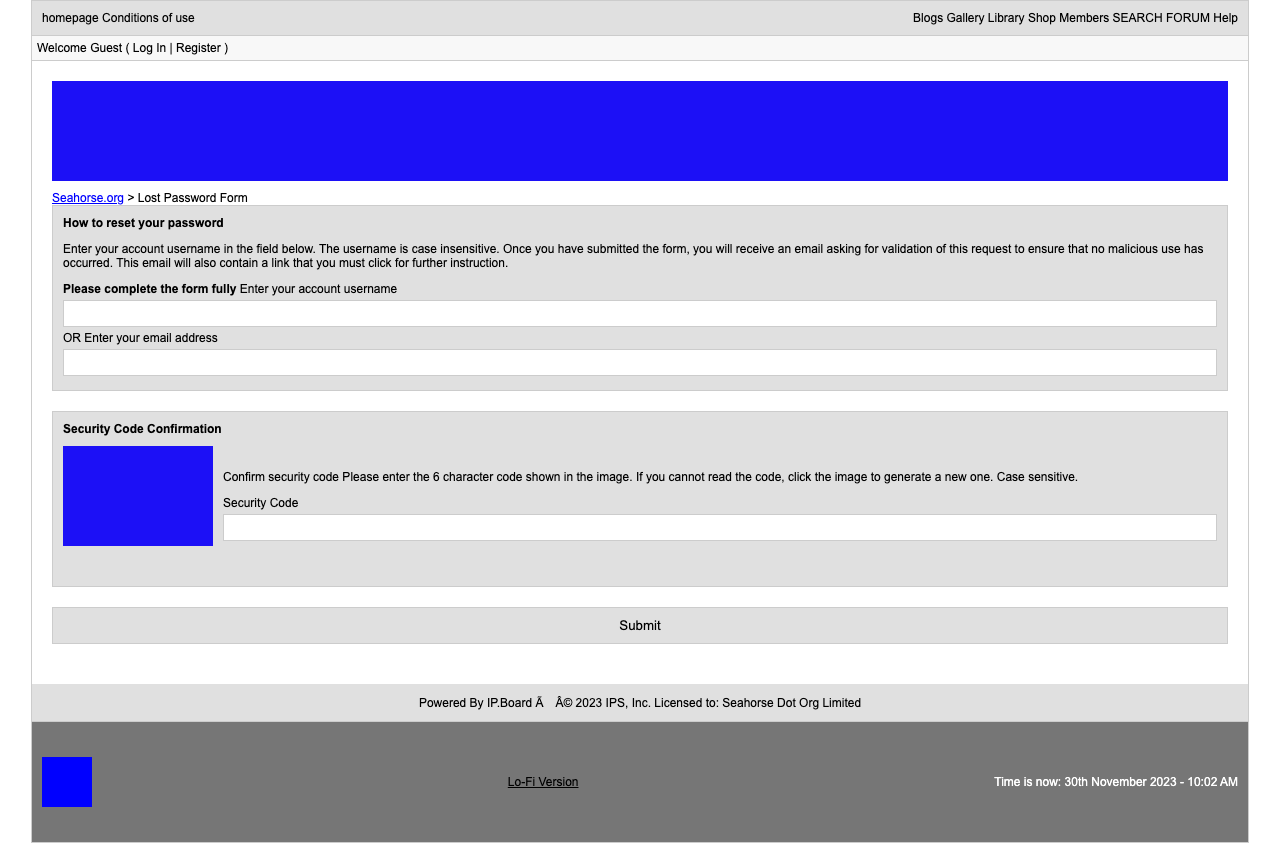 homepage Conditions of use
Blogs Gallery Library Shop Members SEARCH FORUM Help
Welcome Guest ( Log In | Register )
Seahorse.org > Lost Password Form
How to reset your password
Enter your account username in the field below. The username is case insensitive. Once you have submitted the form, you will receive an email asking for validation of this request to ensure that no malicious use has
occurred. This email will also contain a link that you must click for further instruction.
Please complete the form fully Enter your account username
OR Enter your email address
Security Code Confirmation
Confirm security code Please enter the 6 character code shown in the image. If you cannot read the code, click the image to generate a new one. Case sensitive.
Security Code
Submit
Powered By IP.Board Ã Â© 2023 IPS, Inc. Licensed to: Seahorse Dot Org Limited
Lo-Fi Version
Time is now: 30th November 2023 - 10:02 AM